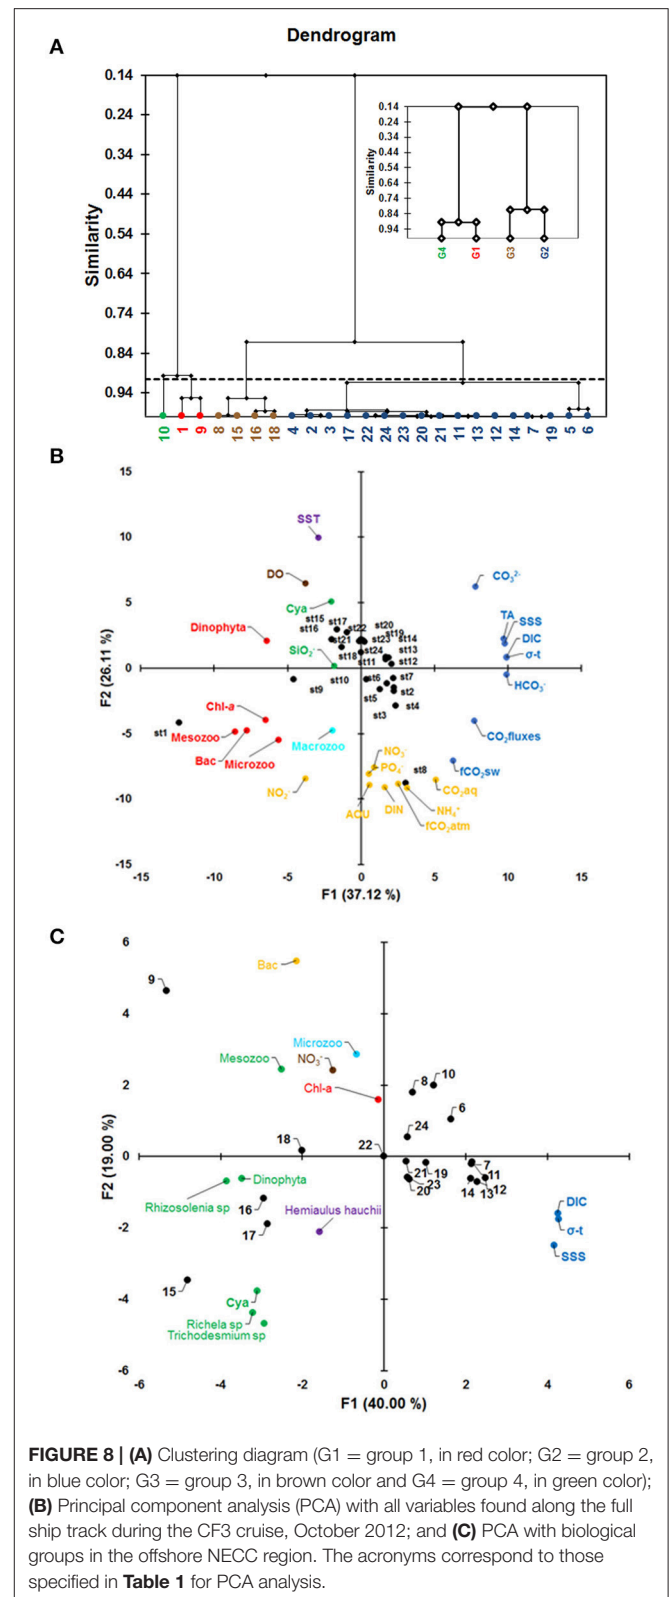 A
Dendrogram
0.14
0.24
0.34
0.44
0.54
0.64
0.74
0.84
0.94
Similarity
0.14
0.24
0.34
0.44
0.54
0.64
0.74
0.84
0.94
Similarity
G4 G1 G3 G2
10 1 9 8 15 16 18 4 2 3 17 22 24 23 20 21 11 13 12 14 7 19 5 6
B
15
10
5
0
-5
-10
-15
F2 (26.11 %)
SST
DO
CO₃²⁻
Cya
TA
SSS
Dinophyta
st15 st17 st20
st16 st22 st19
st21 st23 st14
DIC
SiO₂⁻
st18 st24 st13
σ-t
st11 st12
st9 st10 st6 st7
HCO₃⁻
st5 st2
Chl-a
st3 st4
st1
Mesozoo
Bac Microzoo
Macrozoo
CO₂fluxes
NO₃⁻
PO₄⁻
st8
fCO₂sw
NO₂⁻
CO₂aq
AOU DIN
NH₄⁺
fCO₂atm
-15 -10 -5 0 5 10 15
F1 (37.12 %)
C
6
4
2
0
-2
-4
-6
F2 (19.00 %)
Bac
9
Microzoo
Mesozoo
NO₃⁻
Chl-a
8 10
6
24
18
22
21 19 7
11
20 23 14 13 12
Dinophyta
Rhizosolenia sp
16
Hemiaulus hauchii
17
DIC
σ-t
SSS
15
Cya
Richela sp
Trichodesmium sp
-6 -4 -2 0 2 4 6
F1 (40.00 %)
FIGURE 8 | (A) Clustering diagram (G1 = group 1, in red color; G2 = group 2,
in blue color; G3 = group 3, in brown color and G4 = group 4, in green color);
(B) Principal component analysis (PCA) with all variables found along the full
ship track during the CF3 cruise, October 2012; and (C) PCA with biological
groups in the offshore NECC region. The acronyms correspond to those
specified in Table 1 for PCA analysis.